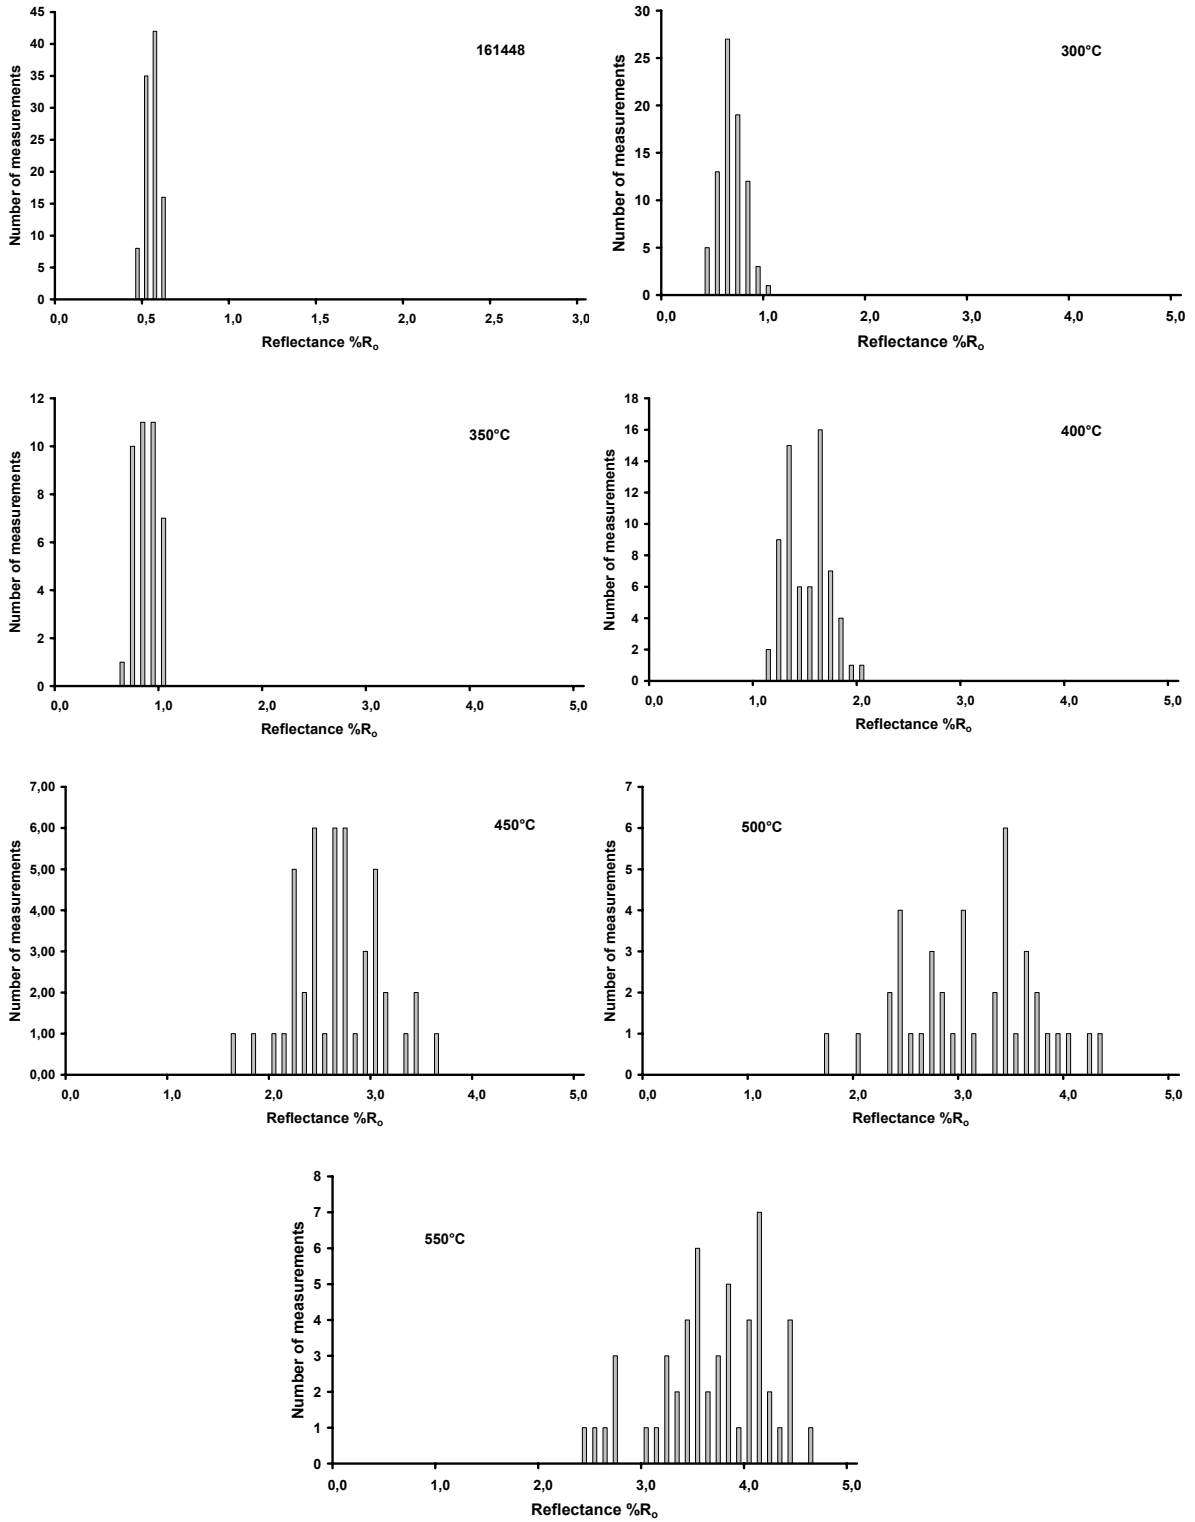 161448
Number of measurements
45
40
35
30
25
20
15
10
5
0
0,0 0,5 1,0 1,5 2,0 2,5 3,0
Reflectance %Ro
300°C
Number of measurements
30
25
20
15
10
5
0
0,0 1,0 2,0 3,0 4,0 5,0
Reflectance %Ro
350°C
Number of measurements
12
10
8
6
4
2
0
0,0 1,0 2,0 3,0 4,0 5,0
Reflectance %Ro
400°C
Number of measurements
18
16
14
12
10
8
6
4
2
0
0,0 1,0 2,0 3,0 4,0 5,0
Reflectance %Ro
450°C
Number of measurements
7,00
6,00
5,00
4,00
3,00
2,00
1,00
0,00
0,0 1,0 2,0 3,0 4,0 5,0
Reflectance %Ro
500°C
Number of measurements
7
6
5
4
3
2
1
0
0,0 1,0 2,0 3,0 4,0 5,0
Reflectance %Ro
550°C
Number of measurements
8
7
6
5
4
3
2
1
0
0,0 1,0 2,0 3,0 4,0 5,0
Reflectance %Ro